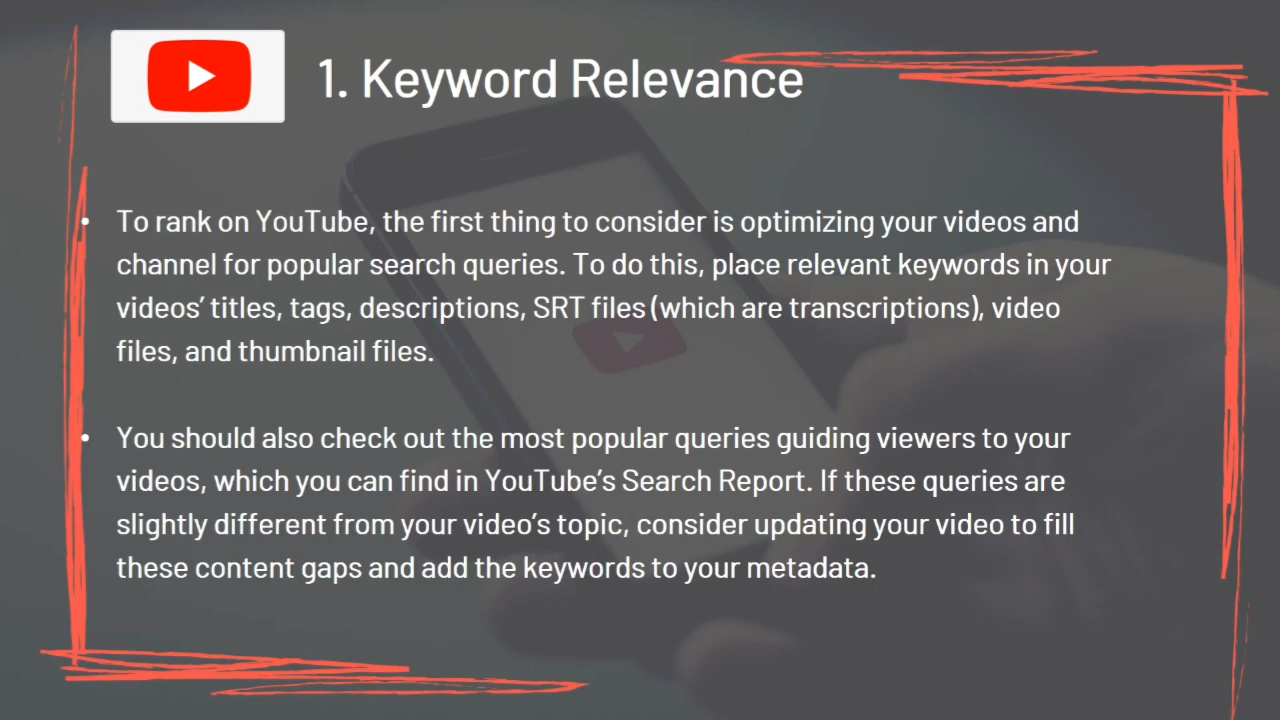 1. Keyword Relevance
• To rank on YouTube, the first thing to consider is optimizing your videos and
channel for popular search queries. To do this, place relevant keywords in your
videos’ titles, tags, descriptions, SRT files (which are transcriptions), video
files, and thumbnail files.
• You should also check out the most popular queries guiding viewers to your
videos, which you can find in YouTube’s Search Report. If these queries are
slightly different from your video’s topic, consider updating your video to fill
these content gaps and add the keywords to your metadata.